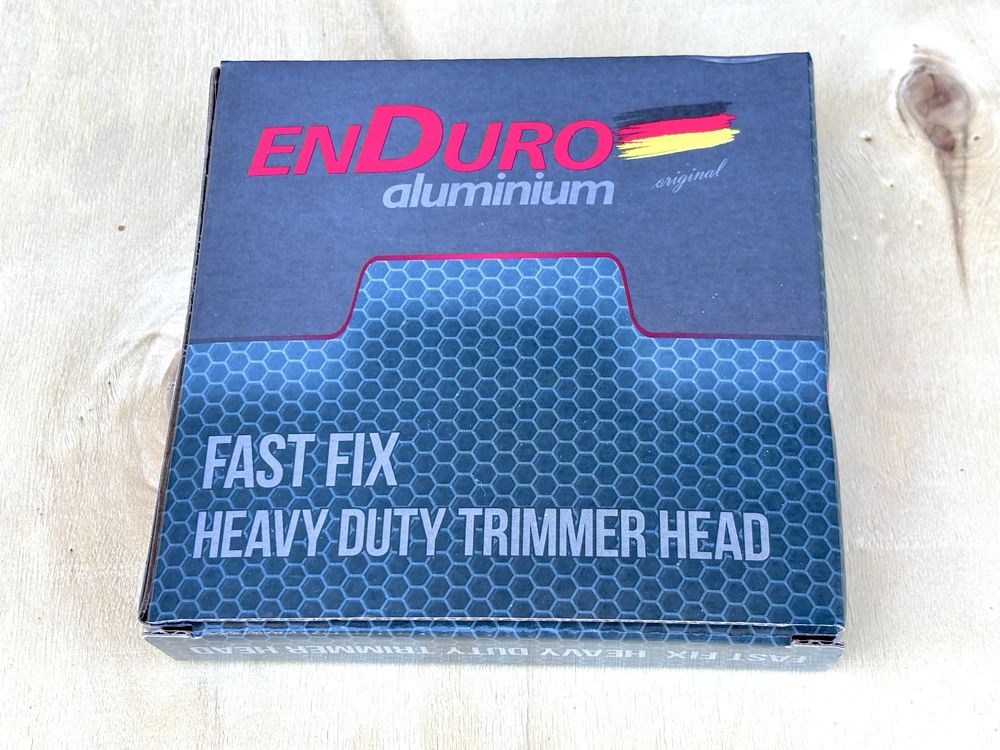 ENDURO
aluminium
original
FAST FIX
HEAVY DUTY TRIMMER HEAD
FAST FIX HEAVY DUTY TRIMMER HEAD